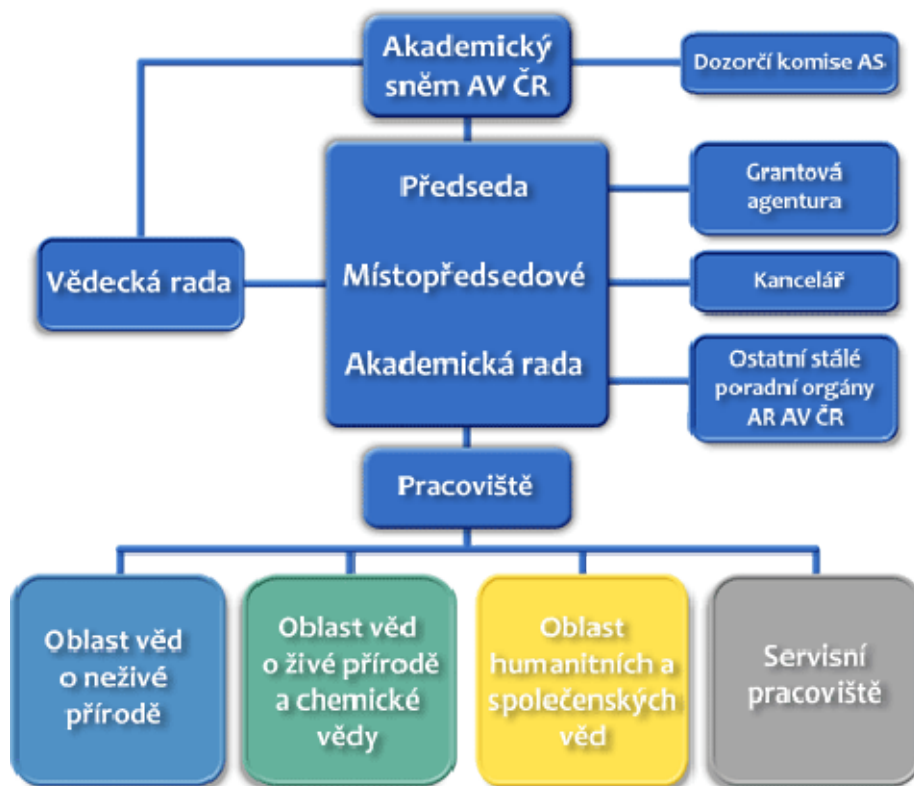 Akademický
sněm AV ČR
Dozorčí komise AS
Předseda
Grantová
agentura
Vědecká rada
Místopředsedové
Kancelář
Akademická rada
Ostatní stálé
poradní orgány
AR AV ČR
Pracoviště
Oblast věd
o neživé
přírodě
Oblast věd
o živé přírodě
a chemické
vědy
Oblast
humanitních a
společenských
věd
Servisní
pracoviště